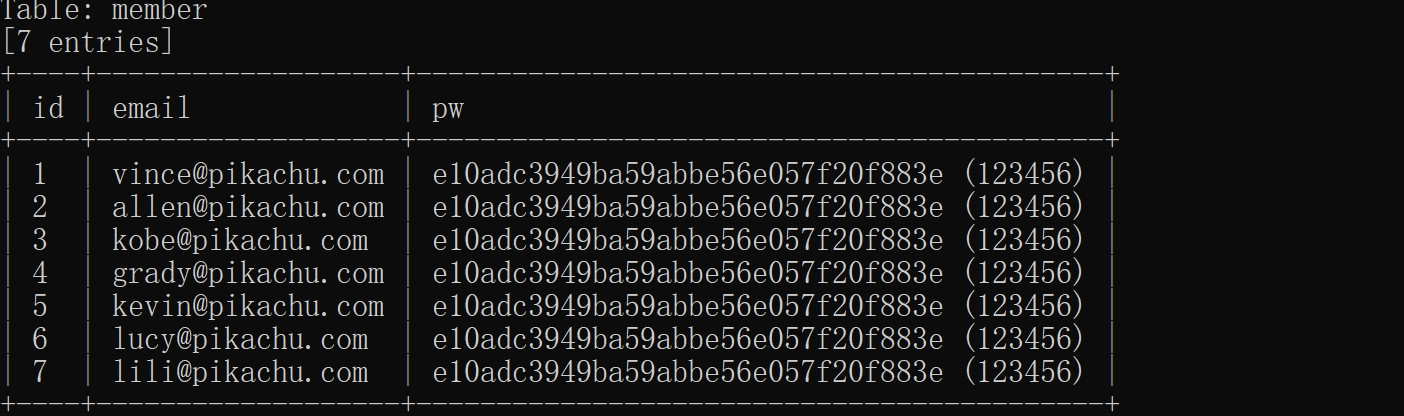 Table: member
[7 entries]
+----+-------------------+-------------------------------------------+
| id | email             | pw                                        |
+----+-------------------+-------------------------------------------+
| 1  | vince@pikachu.com | e10adc3949ba59abbe56e057f20f883e (123456) |
| 2  | allen@pikachu.com | e10adc3949ba59abbe56e057f20f883e (123456) |
| 3  | kobe@pikachu.com  | e10adc3949ba59abbe56e057f20f883e (123456) |
| 4  | grady@pikachu.com | e10adc3949ba59abbe56e057f20f883e (123456) |
| 5  | kevin@pikachu.com | e10adc3949ba59abbe56e057f20f883e (123456) |
| 6  | lucy@pikachu.com  | e10adc3949ba59abbe56e057f20f883e (123456) |
| 7  | lili@pikachu.com  | e10adc3949ba59abbe56e057f20f883e (123456) |
+----+-------------------+-------------------------------------------+